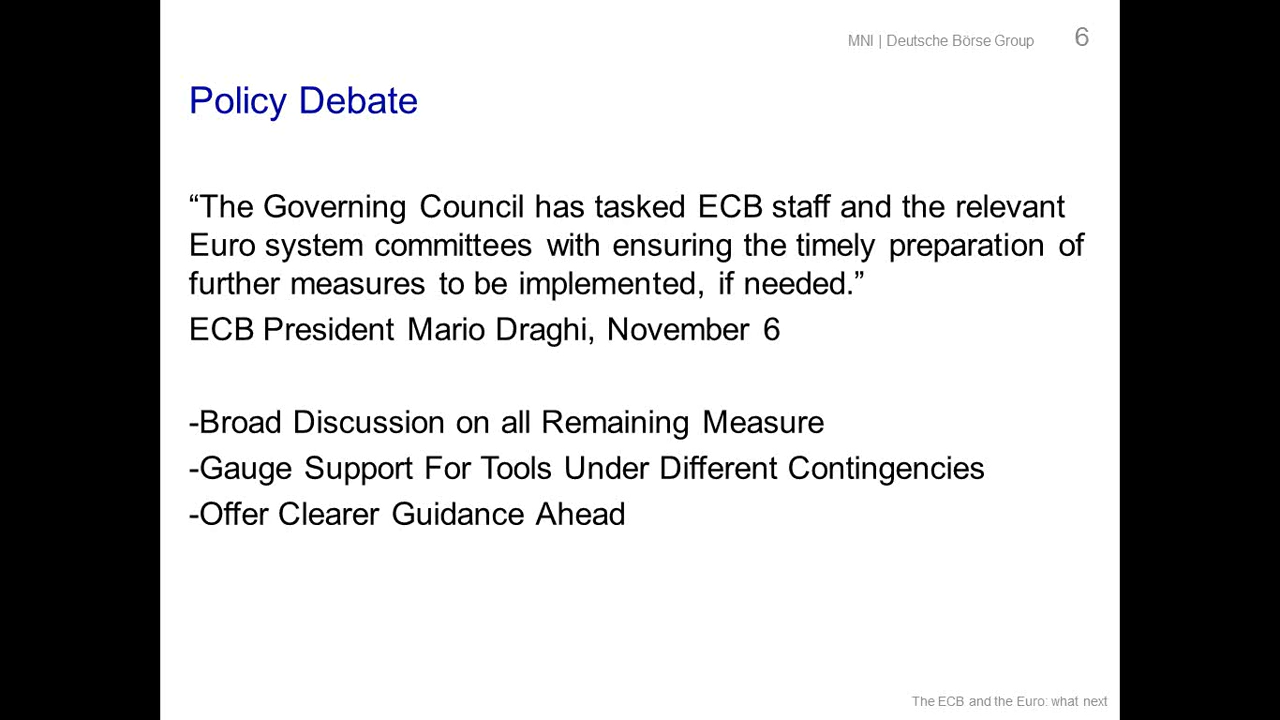 MNI | Deutsche Börse Group 6
Policy Debate
“The Governing Council has tasked ECB staff and the relevant
Euro system committees with ensuring the timely preparation of
further measures to be implemented, if needed.”
ECB President Mario Draghi, November 6
-Broad Discussion on all Remaining Measure
-Gauge Support For Tools Under Different Contingencies
-Offer Clearer Guidance Ahead
The ECB and the Euro: what next